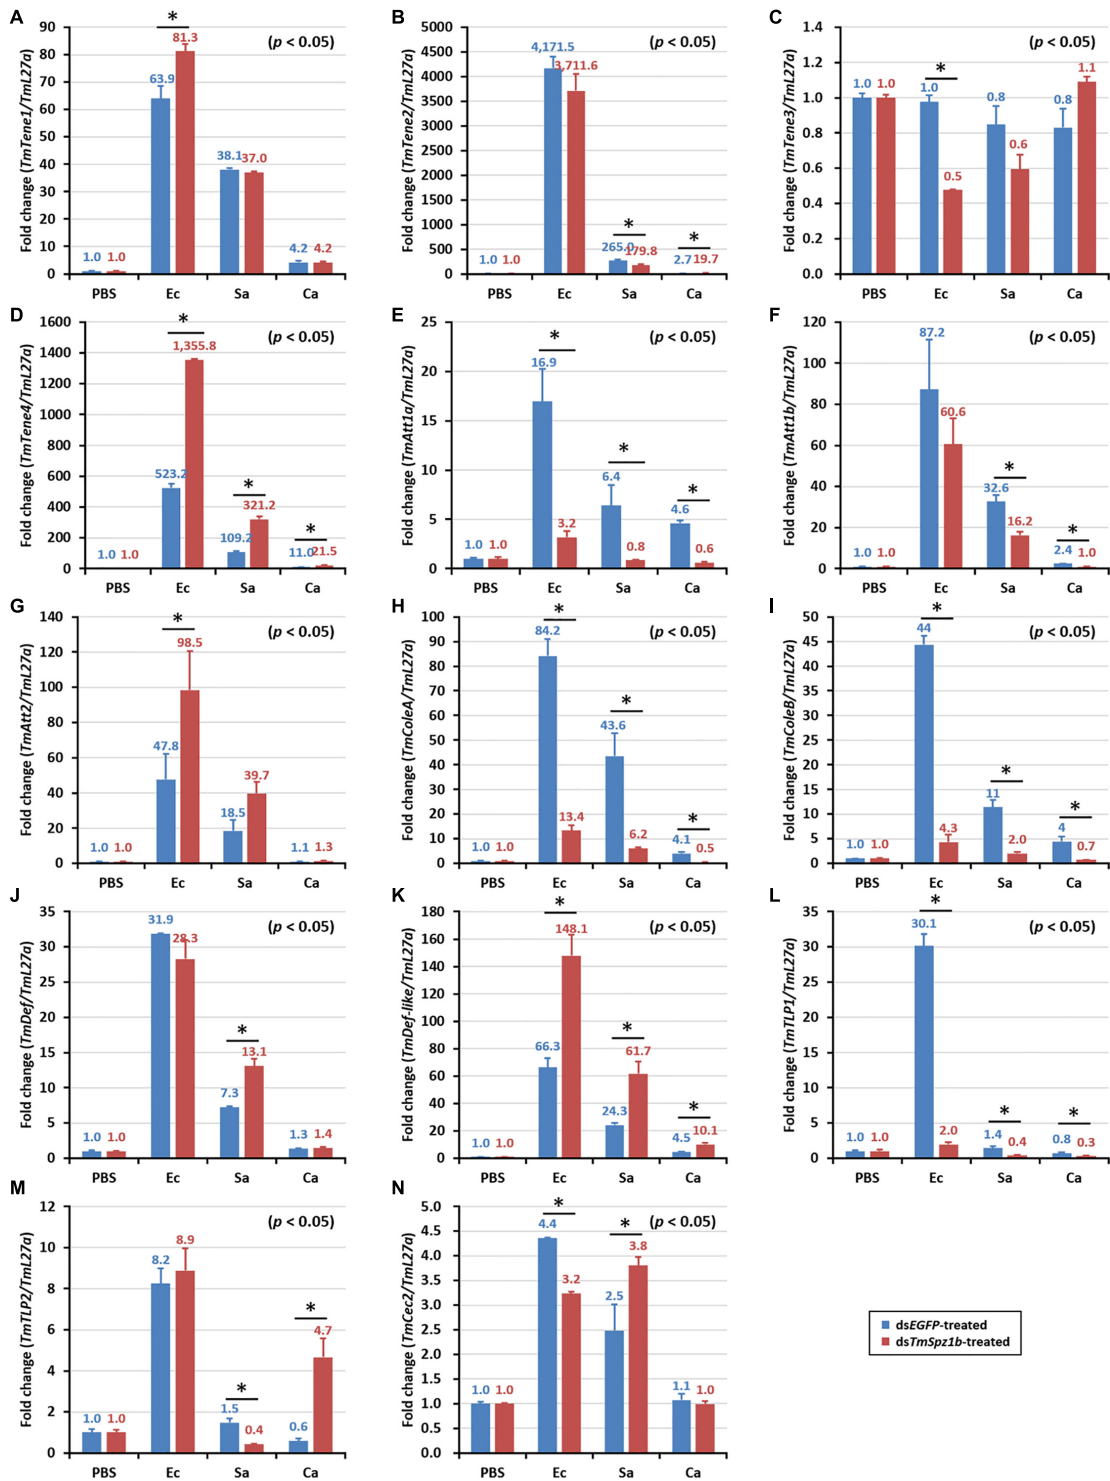 A
B
C
Fold change (TmTene1/TmL27a)
90
80
70
60
50
40
30
20
10
0
(p < 0.05)
*
1.0
1.0
63.9
81.3
38.1
37.0
4.2
4.2
PBS
Ec
Sa
Ca
Fold change (TmTene2/TmL27a)
5000
4500
4000
3500
3000
2500
2000
1500
1000
500
0
(p < 0.05)
1.0
1.0
4,171.5
3,711.6
*
265.0
179.8
*
2.7
19.7
PBS
Ec
Sa
Ca
Fold change (TmTene3/TmL27a)
1.4
1.2
1.0
0.8
0.6
0.4
0.2
0.0
(p < 0.05)
1.0
1.0
*
1.0
0.5
0.8
0.6
0.8
1.1
PBS
Ec
Sa
Ca
D
E
F
Fold change (TmTene4/TmL27a)
1600
1400
1200
1000
800
600
400
200
0
(p < 0.05)
1.0
1.0
*
523.2
1,355.8
*
109.2
321.2
*
11.0
21.5
PBS
Ec
Sa
Ca
Fold change (TmAtt1a/TmL27a)
25
20
15
10
5
0
(p < 0.05)
1.0
1.0
*
16.9
3.2
*
6.4
0.8
*
4.6
0.6
PBS
Ec
Sa
Ca
Fold change (TmAtt1b/TmL27a)
120
100
80
60
40
20
0
(p < 0.05)
1.0
1.0
87.2
60.6
*
32.6
16.2
*
2.4
1.0
PBS
Ec
Sa
Ca
G
H
I
Fold change (TmAtt2/TmL27a)
140
120
100
80
60
40
20
0
(p < 0.05)
1.0
1.0
*
47.8
98.5
18.5
39.7
1.1
1.3
PBS
Ec
Sa
Ca
Fold change (TmColeA/TmL27a)
100
90
80
70
60
50
40
30
20
10
0
(p < 0.05)
1.0
1.0
*
84.2
13.4
*
43.6
6.2
*
4.1
0.5
PBS
Ec
Sa
Ca
Fold change (TmColeB/TmL27a)
50
45
40
35
30
25
20
15
10
5
0
(p < 0.05)
1.0
1.0
*
44
4.3
*
11
2.0
*
4
0.7
PBS
Ec
Sa
Ca
J
K
L
Fold change (TmDef/TmL27a)
35
30
25
20
15
10
5
0
(p < 0.05)
1.0
1.0
31.9
28.3
*
7.3
13.1
1.3
1.4
PBS
Ec
Sa
Ca
Fold change (TmDef-like/TmL27a)
180
160
140
120
100
80
60
40
20
0
(p < 0.05)
1.0
1.0
*
66.3
148.1
*
24.3
61.7
*
4.5
10.1
PBS
Ec
Sa
Ca
Fold change (TmTLP1/TmL27a)
35
30
25
20
15
10
5
0
(p < 0.05)
1.0
1.0
*
30.1
2.0
*
1.4
0.4
*
0.8
0.3
PBS
Ec
Sa
Ca
M
N
Fold change (TmTLP2/TmL27a)
12
10
8
6
4
2
0
(p < 0.05)
1.0
1.0
8.2
8.9
*
1.5
0.4
*
0.6
4.7
PBS
Ec
Sa
Ca
Fold change (TmCec2/TmL27a)
5.0
4.5
4.0
3.5
3.0
2.5
2.0
1.5
1.0
0.5
0.0
(p < 0.05)
1.0
1.0
*
4.4
3.2
*
2.5
3.8
1.1
1.0
PBS
Ec
Sa
Ca
dsEGFP-treated
dsTmSpz1b-treated